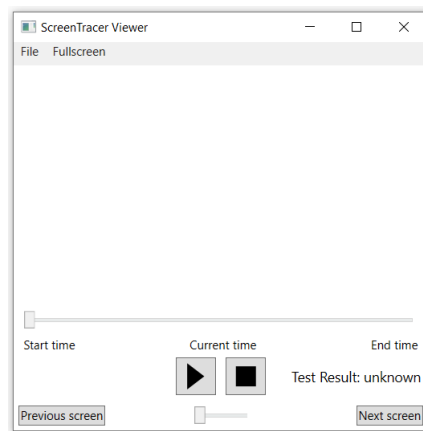 ScreenTracer Viewer
File Fullscreen
Start time Current time End time
Test Result: unknown
Previous screen Next screen